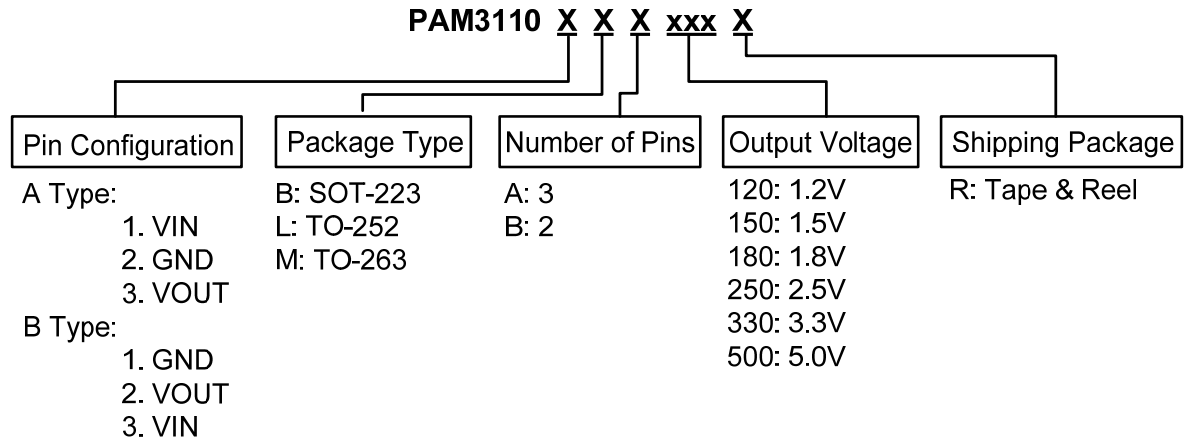 PAM3110 X X X xxx X
Pin Configuration
A Type:
1. VIN
2. GND
3. VOUT
B Type:
1. GND
2. VOUT
3. VIN
Package Type
B: SOT-223
L: TO-252
M: TO-263
Number of Pins
A: 3
B: 2
Output Voltage
120: 1.2V
150: 1.5V
180: 1.8V
250: 2.5V
330: 3.3V
500: 5.0V
Shipping Package
R: Tape & Reel